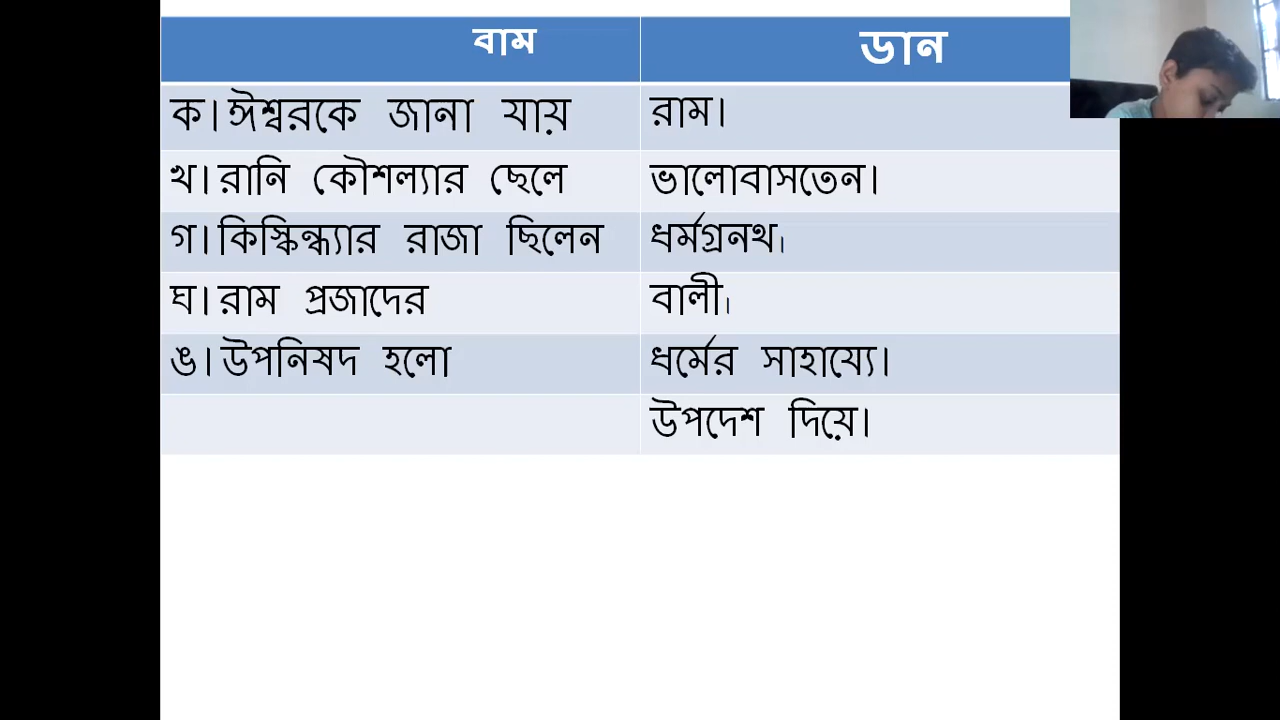 বাম ডান
ক। ঈশ্বরকে জানা যায় রাম।
খ। রানি কৌশল্যার ছেলে ভালোবাসতেন।
গ। কিস্কিন্ধ্যার রাজা ছিলেন ধর্মগ্রনথ।
ঘ। রাম প্রজাদের বালী।
ঙ। উপনিষদ হলো ধর্মের সাহায্যে।
উপদেশ দিয়ে।